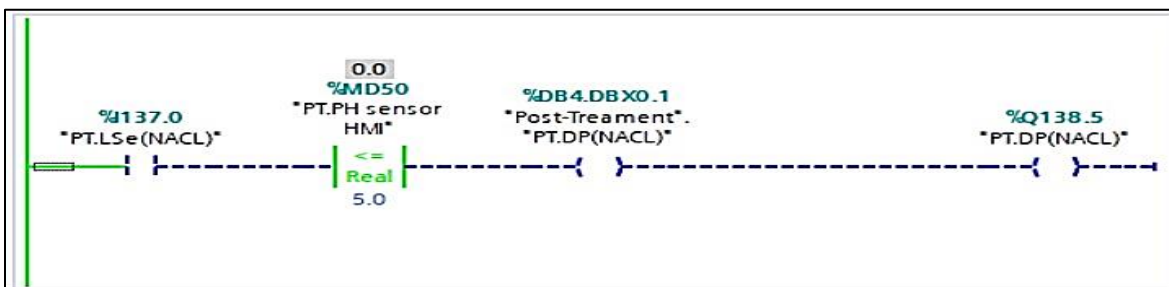 0.0
%MD50
"PT.PH sensor
HMI"
%I137.0
"PT.LSe(NACL)"
<=
Real
5.0
%DB4.DBX0.1
"Post-Treament".
"PT.DP(NACL)"
%Q138.5
"PT.DP(NACL)"